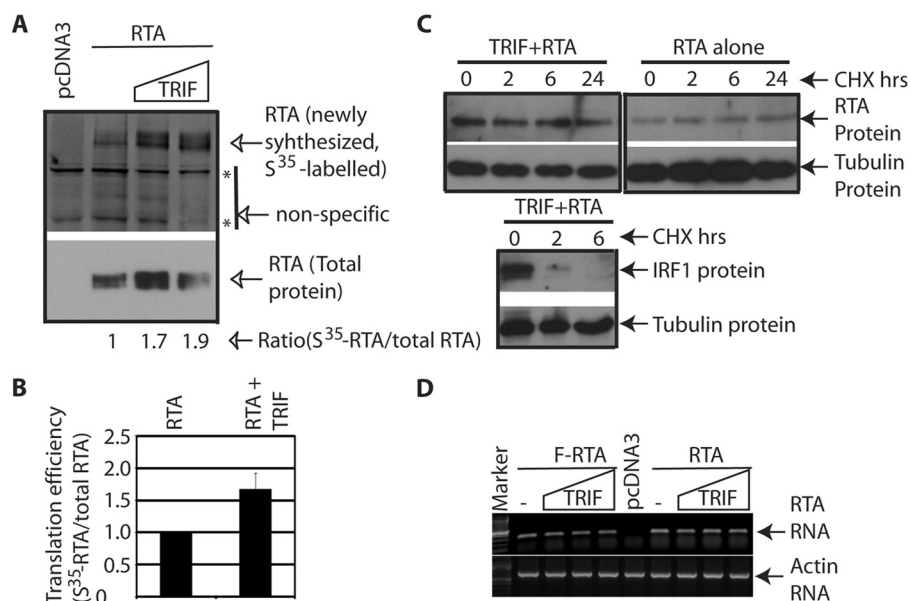 A
pcDNA3
RTA
TRIF
RTA (newly
syhthesized,
S35-labelled)
*
*
non-specific
RTA (Total
protein)
1 1.7 1.9
Ratio(S35-RTA/total RTA)
B
Translation efficiency
(S35-RTA/total RTA)
RTA
RTA +
TRIF
2.5
2.0
1.5
1.0
0.5
0
C
TRIF+RTA
RTA alone
0 2 6 24
0 2 6 24
CHX hrs
RTA
Protein
Tubulin
Protein
TRIF+RTA
0 2 6
CHX hrs
IRF1 protein
Tubulin protein
D
Marker
F-RTA
pcDNA3
RTA
- TRIF
- TRIF
RTA
RNA
Actin
RNA